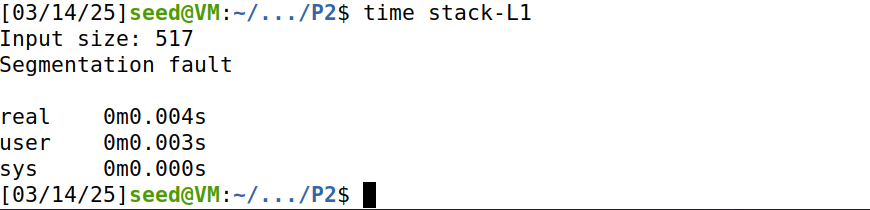 [03/14/25]seed@VM:~/.../P2$ time stack-L1
Input size: 517
Segmentation fault
real    0m0.004s
user    0m0.003s
sys     0m0.000s
[03/14/25]seed@VM:~/.../P2$